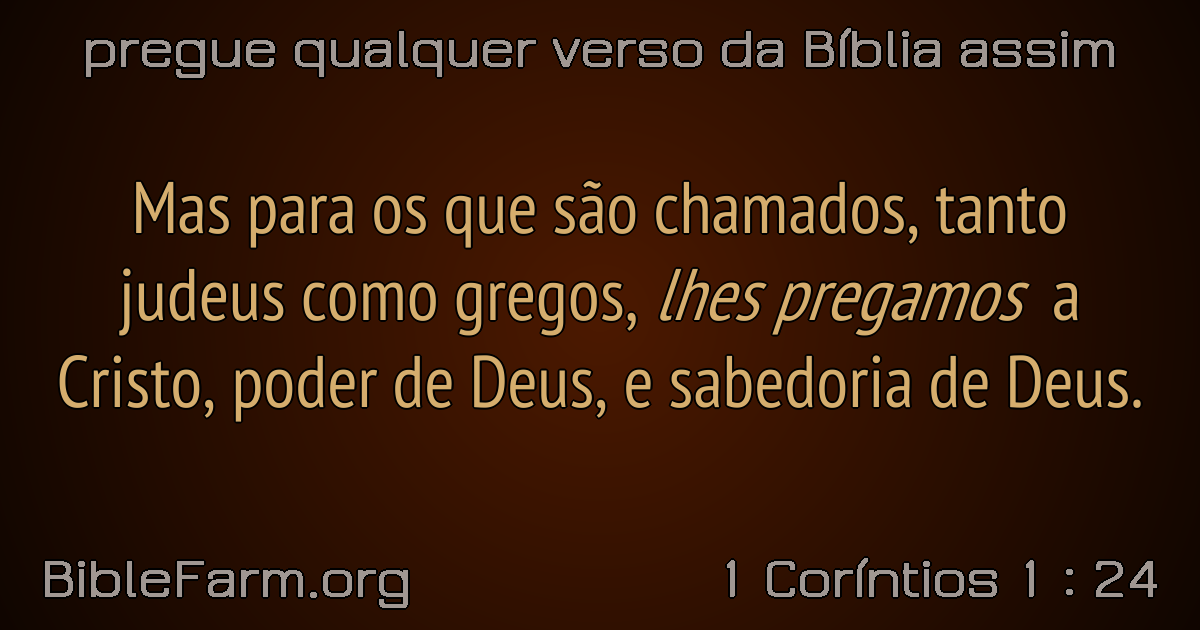 pregue qualquer verso da Bíblia assim
Mas para os que são chamados, tanto
judeus como gregos, lhes pregamos a
Cristo, poder de Deus, e sabedoria de Deus.
BibleFarm.org
1 Coríntios 1 : 24